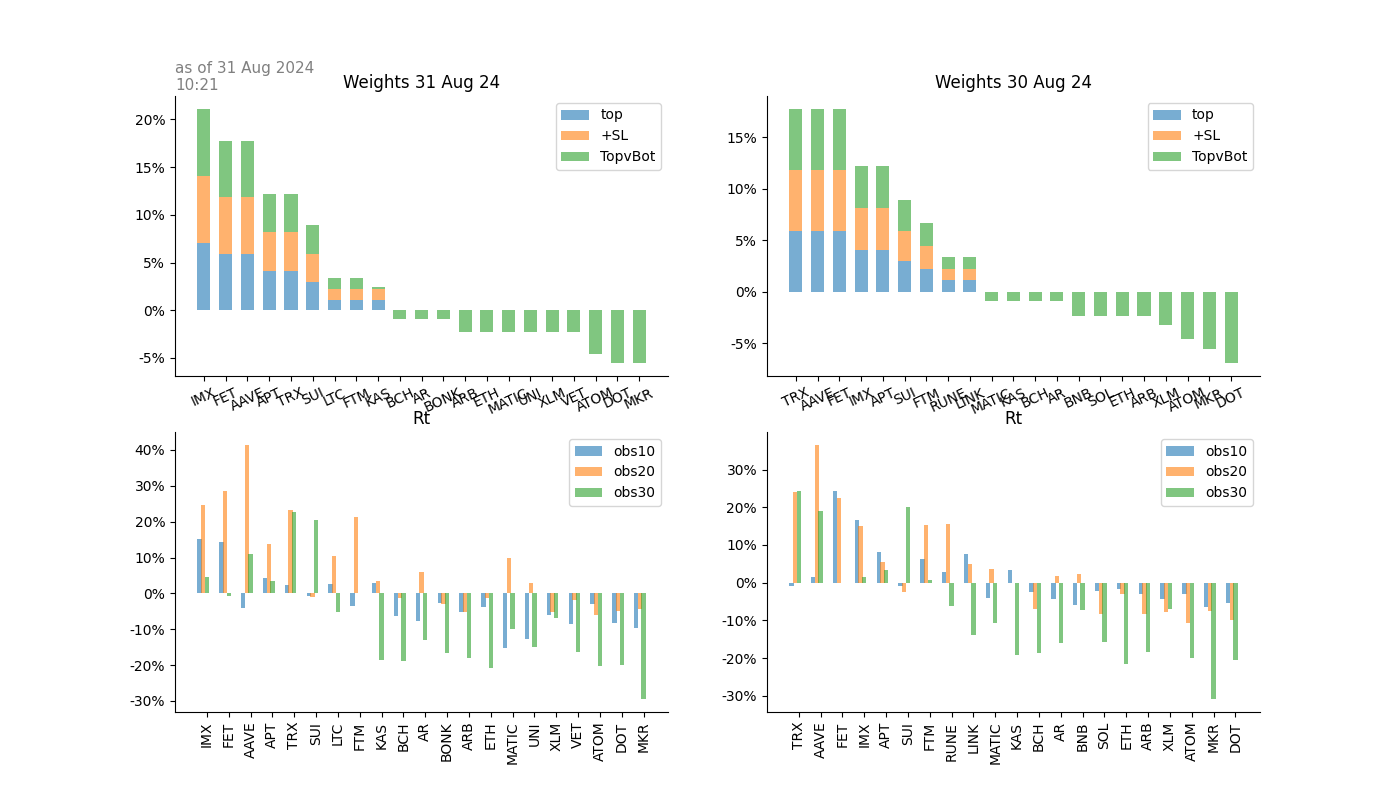 as of 31 Aug 2024
10:21
Weights 31 Aug 24
20%
15%
10%
5%
0%
-5%
top
+SL
TopvBot
IMX FET AAVE APT TRX SUI LTC FTM KAS BCH AR BONK ARB ETH MATIC UNI XLM VET ATOM DOT MKR
Weights 30 Aug 24
15%
10%
5%
0%
-5%
top
+SL
TopvBot
TRX AAVE FET IMX APT SUI FTM RUNE LINK MATIC KAS BCH AR BNB SOL ETH ARB XLM ATOM MKR DOT
Rt
40%
30%
20%
10%
0%
-10%
-20%
-30%
obs10
obs20
obs30
IMX FET AAVE APT TRX SUI LTC FTM KAS BCH AR BONK ARB ETH MATIC UNI XLM VET ATOM DOT MKR
Rt
30%
20%
10%
0%
-10%
-20%
-30%
obs10
obs20
obs30
TRX AAVE FET IMX APT SUI FTM RUNE LINK MATIC KAS BCH AR BNB SOL ETH ARB XLM ATOM MKR DOT